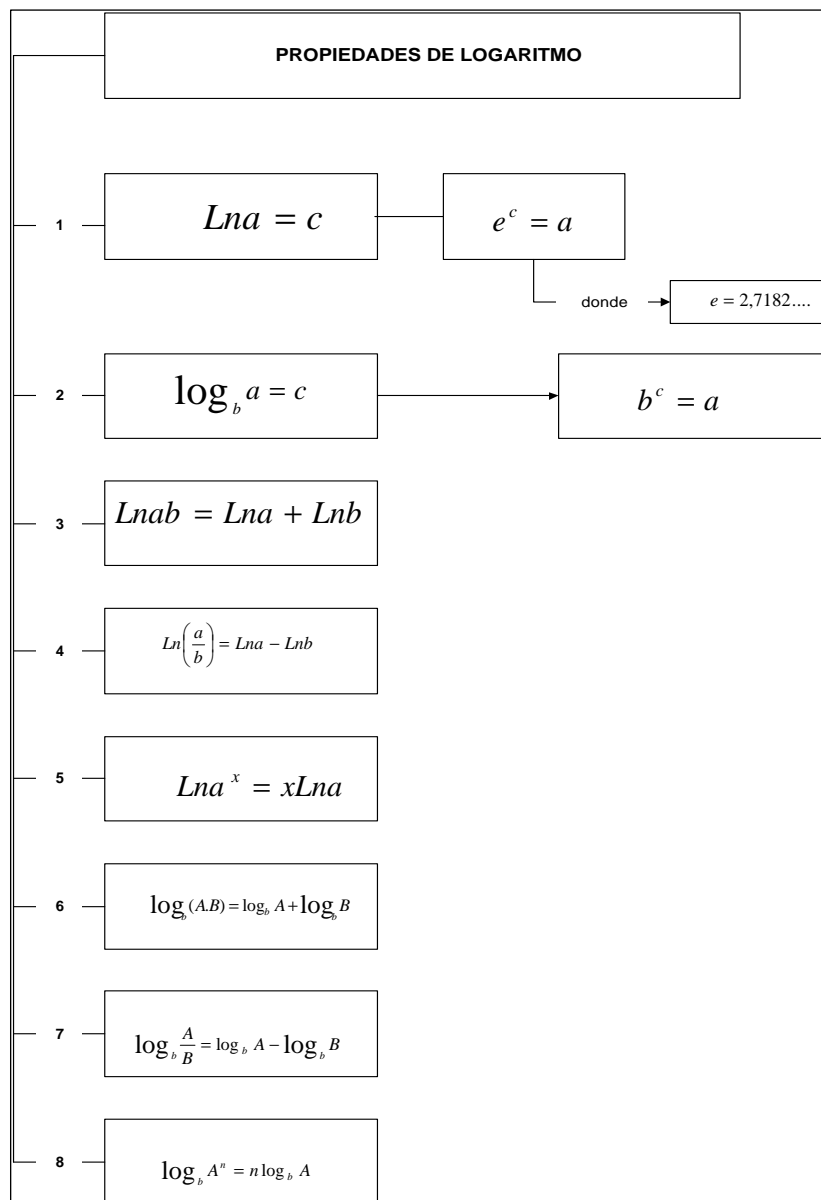 PROPIEDADES DE LOGARITMO
1 Lna = c e^c = a
donde e = 2,7182....
2 log_b a = c b^c = a
3 Lnab = Lna + Lnb
4 Ln(a/b) = Lna − Lnb
5 Lna^x = xLna
6 log_b(A.B) = log_b A + log_b B
7 log_b A/B = log_b A − log_b B
8 log_b A^n = n log_b A